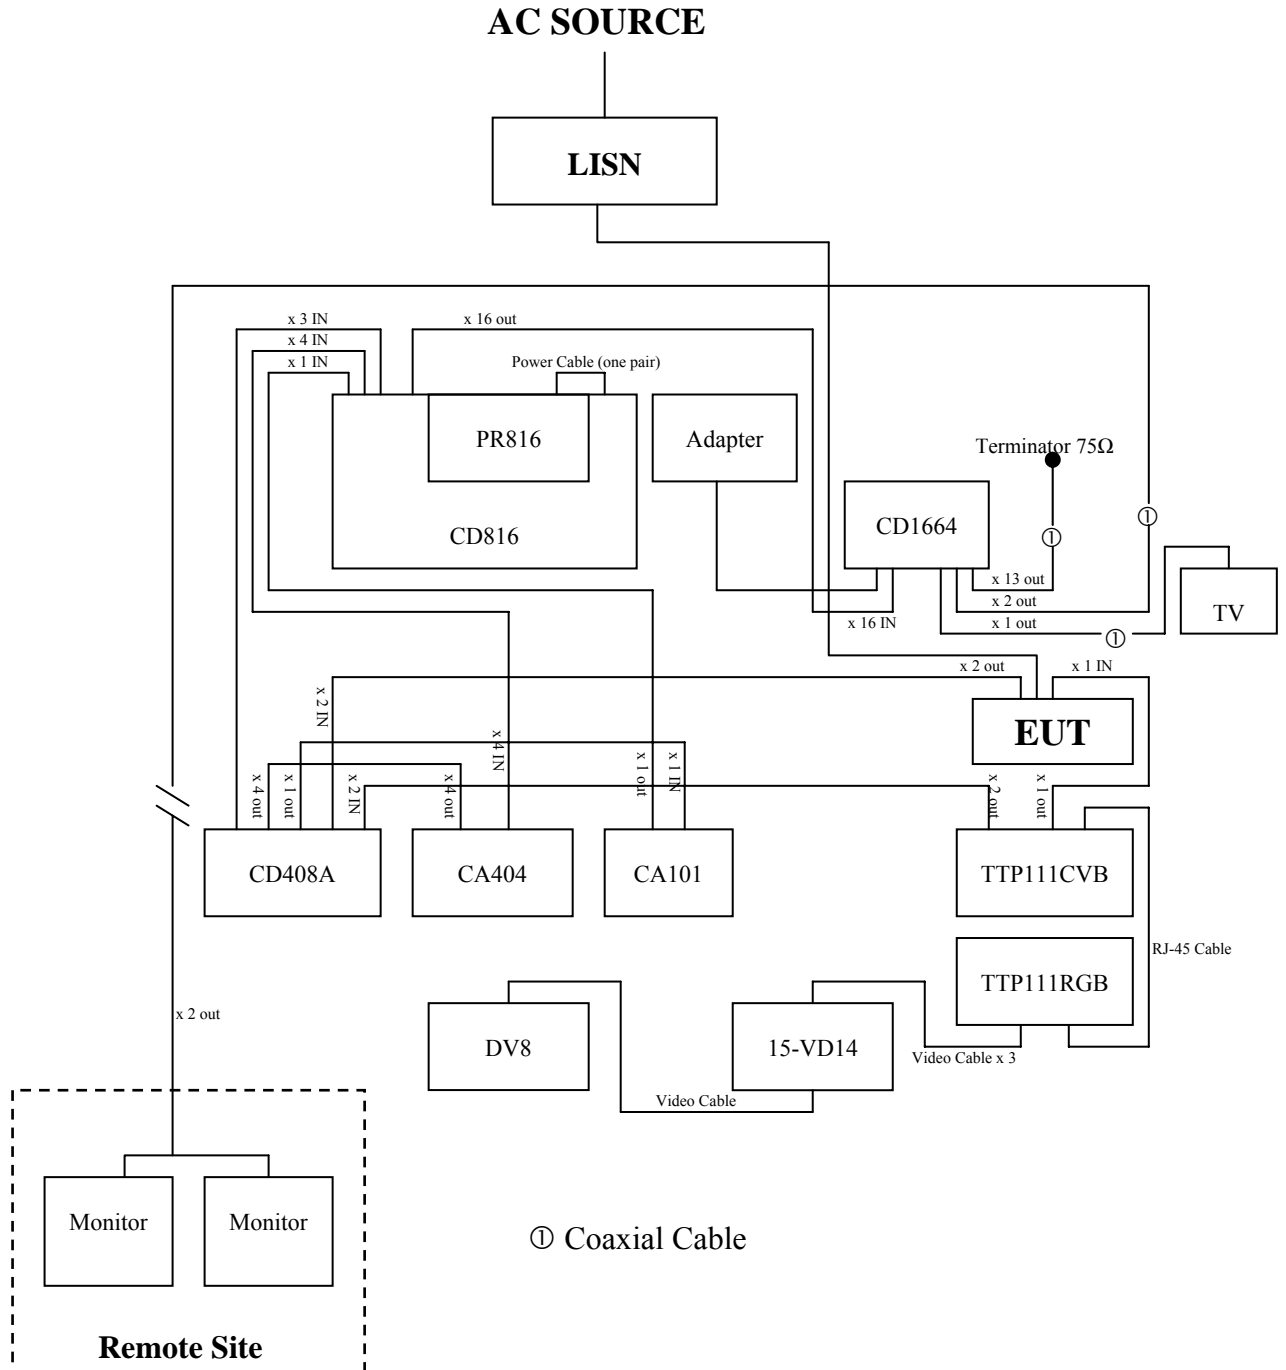 AC SOURCE
LISN
x 3 IN
x 16 out
x 4 IN
x 1 IN
Power Cable (one pair)
PR816
Adapter
Terminator 75Ω
CD1664
①
①
CD816
x 13 out
x 2 out
x 16 IN
x 1 out
①
TV
x 2 out
x 1 IN
x 2 IN
EUT
x 4 IN
x 4 out
x 1 out
x 2 IN
x 4 out
x 1 out
x 1 IN
x 2 out
x 1 out
CD408A
CA404
CA101
TTP111CVB
RJ-45 Cable
TTP111RGB
x 2 out
DV8
15-VD14
Video Cable x 3
Video Cable
Monitor
Monitor
① Coaxial Cable
Remote Site